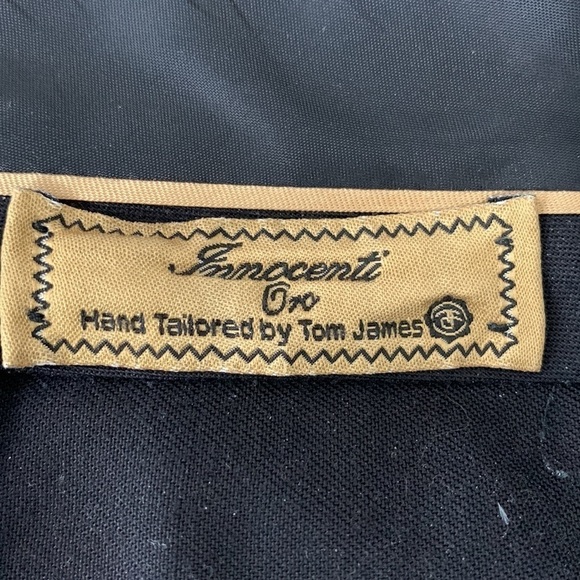 Innocenti
Oro
Hand Tailored by Tom James